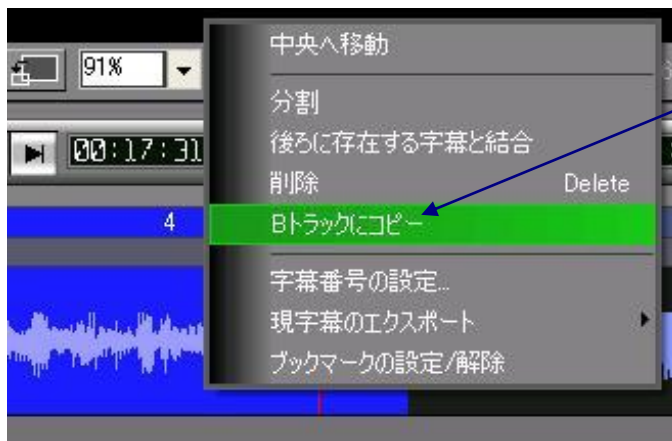 中央へ移動
91%
分割
00:17:31
後ろに存在する字幕と結合
削除 Delete
4
Bトラックにコピー
字幕番号の設定...
現字幕のエクスポート
ブックマークの設定/解除